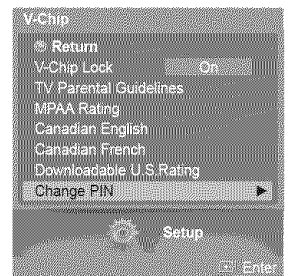 V-Chip
Return
V-Chip Lock On
TV Parental Guidelines
MPAA Rating
Canadian English
Canadian French
Downloadable U.S.Rating
Change PIN
Setup
Enter